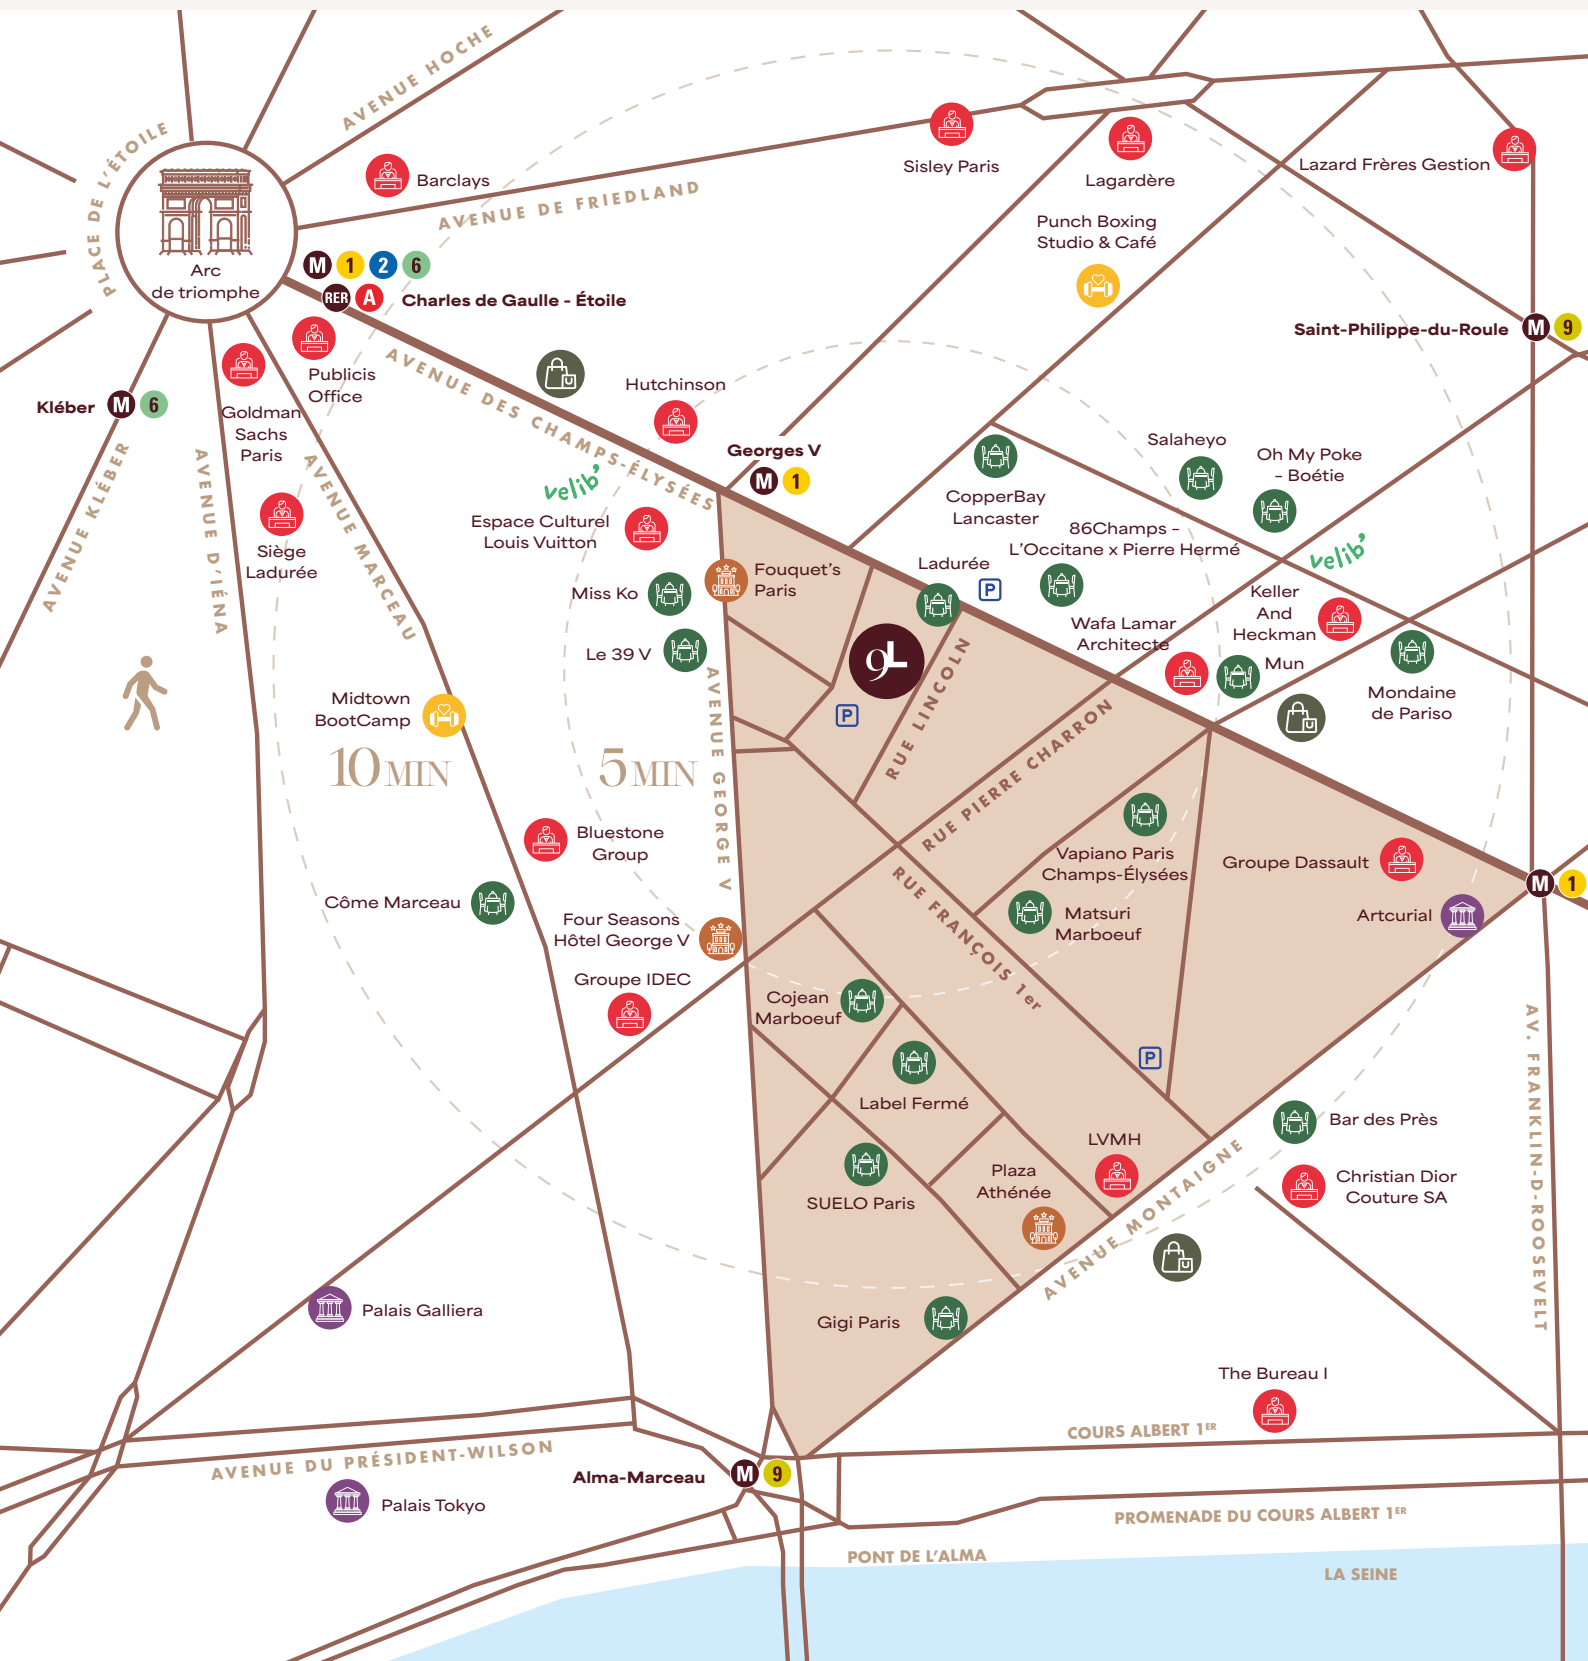 AVENUE HOCHE
PLACE DE L'ÉTOILE
Barclays
AVENUE DE FRIEDLAND
Sisley Paris
Lagardère
Lazard Frères Gestion
Punch Boxing
Studio & Café
Arc
de triomphe
M 1 2 6
RER A Charles de Gaulle - Étoile
Saint-Philippe-du-Roule M 9
Publicis
Office
AVENUE DES CHAMPS-ÉLYSÉES
Hutchinson
Kléber M 6
Goldman
Sachs
Paris
AVENUE KLÉBER
AVENUE D'IÉNA
AVENUE MARCEAU
Georges V
M 1
velib'
Espace Culturel
Louis Vuitton
Siège
Ladurée
CopperBay
Lancaster
Salaheyo
Oh My Poke
- Boétie
86Champs -
L'Occitane x Pierre Hermé
velib'
Ladurée
P
Fouquet's
Paris
Miss Ko
Le 39 V
9L
P
Wafa Lamar
Architecte
Keller
And
Heckman
Mun
Mondaine
de Pariso
Midtown
BootCamp
10 MIN
5 MIN
AVENUE GEORGE V
RUE LINCOLN
RUE PIERRE CHARRON
RUE FRANÇOIS 1er
Vapiano Paris
Champs-Élysées
Matsuri
Marboeuf
Groupe Dassault
M 1
Artcurial
Bluestone
Group
Côme Marceau
Four Seasons
Hôtel George V
Groupe IDEC
Cojean
Marboeuf
Label Fermé
P
SUELO Paris
Plaza
Athénée
LVMH
AVENUE MONTAIGNE
Bar des Près
Christian Dior
Couture SA
AV. FRANKLIN-D-ROOSEVELT
Gigi Paris
Palais Galliera
The Bureau I
COURS ALBERT 1ER
AVENUE DU PRÉSIDENT-WILSON
Alma-Marceau M 9
Palais Tokyo
PROMENADE DU COURS ALBERT 1ER
PONT DE L'ALMA
LA SEINE